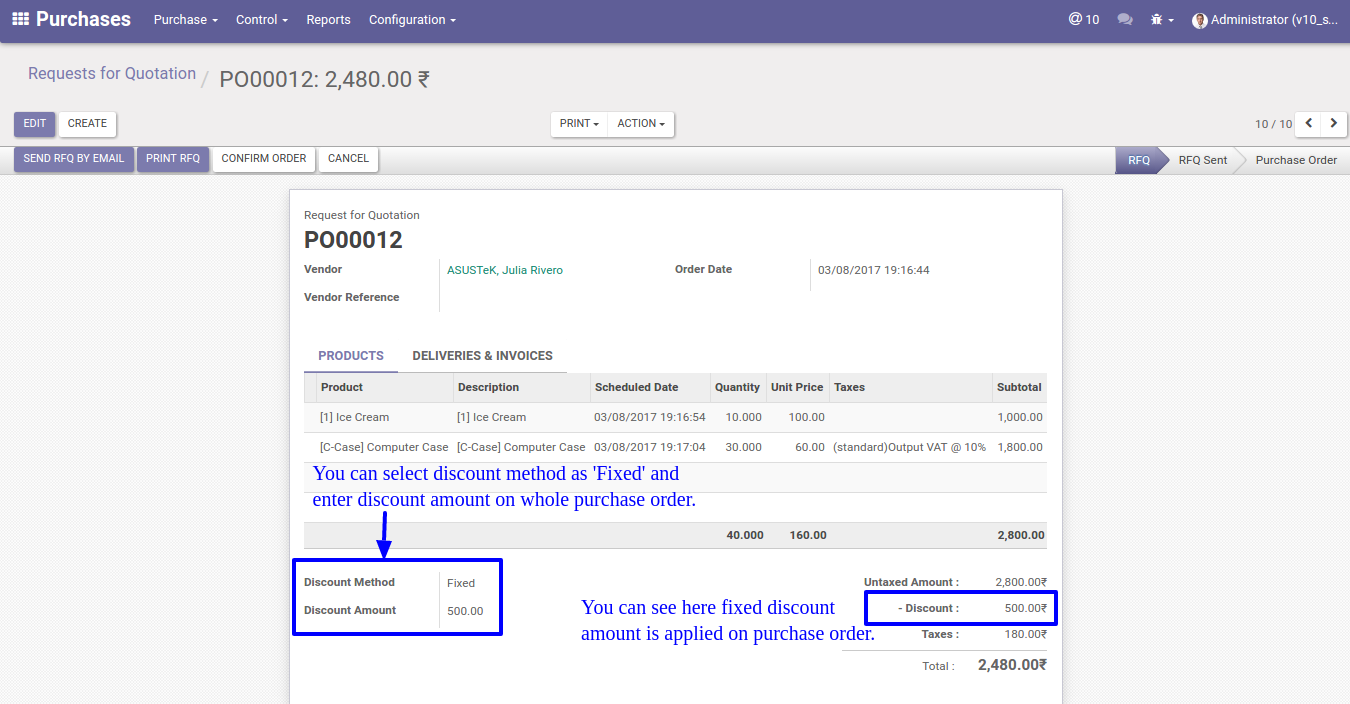 Purchases Purchase Control Reports Configuration @ 10 Administrator (v10_s...
Requests for Quotation / PO00012: 2,480.00 ₹
EDIT CREATE PRINT ACTION 10 / 10
SEND RFQ BY EMAIL PRINT RFQ CONFIRM ORDER CANCEL RFQ RFQ Sent Purchase Order
Request for Quotation
PO00012
Vendor ASUSTeK, Julia Rivero Order Date 03/08/2017 19:16:44
Vendor Reference
PRODUCTS DELIVERIES & INVOICES
Product Description Scheduled Date Quantity Unit Price Taxes Subtotal
[1] Ice Cream [1] Ice Cream 03/08/2017 19:16:54 10.000 100.00 1,000.00
[C-Case] Computer Case [C-Case] Computer Case 03/08/2017 19:17:04 30.000 60.00 (standard)Output VAT @ 10% 1,800.00
You can select discount method as 'Fixed' and
enter discount amount on whole purchase order.
40.000 160.00 2,800.00
Discount Method Fixed
Discount Amount 500.00
Untaxed Amount : 2,800.00₹
- Discount : 500.00₹
You can see here fixed discount
amount is applied on purchase order.
Taxes : 180.00₹
Total : 2,480.00₹